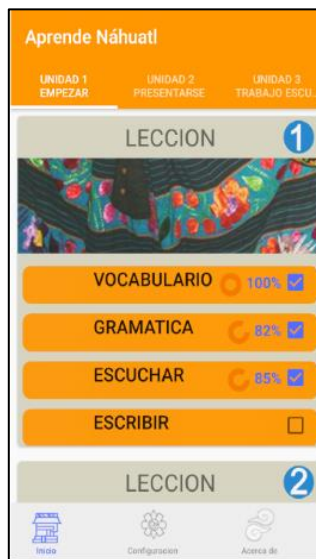 Aprende Náhuatl
UNIDAD 1
EMPEZAR
UNIDAD 2
PRESENTARSE
UNIDAD 3
TRABAJO ESCU..
LECCION 1
VOCABULARIO 100%
GRAMATICA 82%
ESCUCHAR 85%
ESCRIBIR
LECCION 2
Inicio
Configuracion
Acerca de